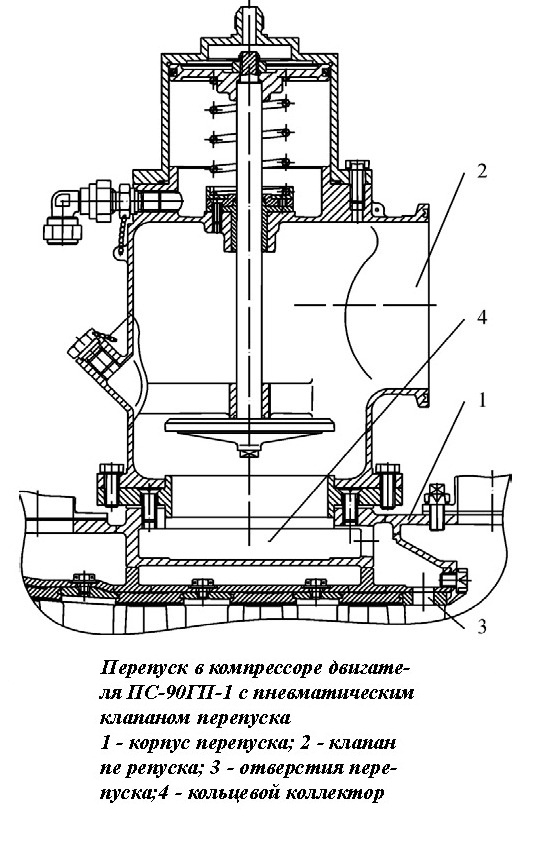 2
4
1
3
Перепуск в компрессоре двигате-
ля ПС-90ГП-1 с пневматическим
клапаном перепуска
1 - корпус перепуска; 2 - клапан
пе репуска; 3 - отверстия пере-
пуска;4 - кольцевой коллектор